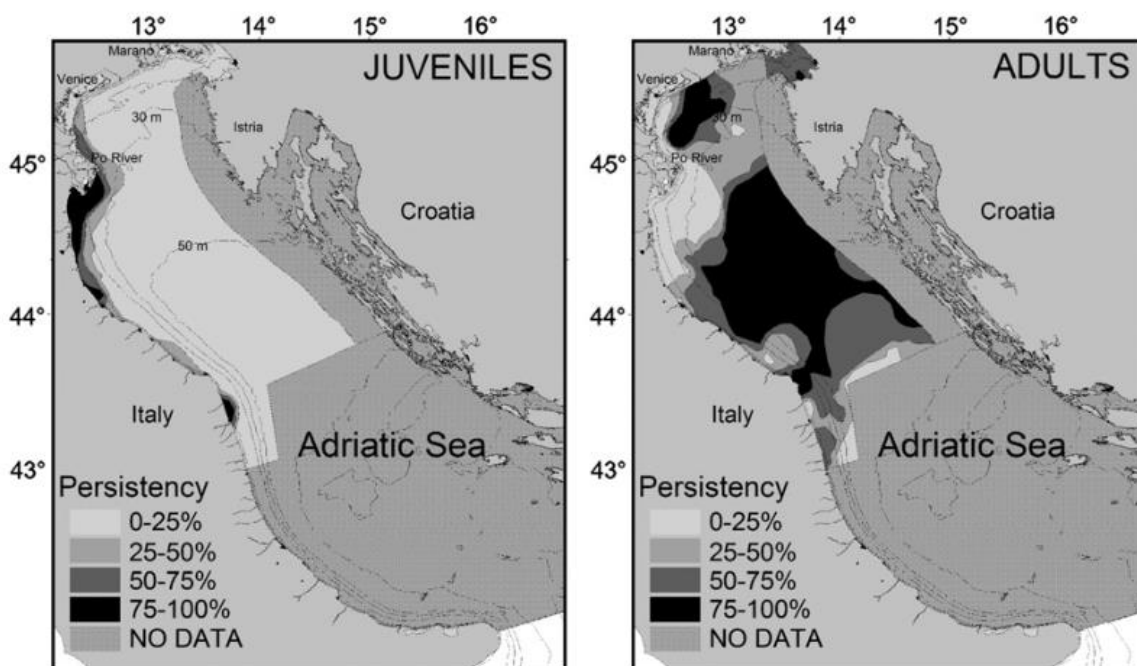 13° 14° 15° 16°
JUVENILES
Marano
Venice
30 m
Istria
45°
Po River
Croatia
50 m
44°
Italy
Adriatic Sea
43°
Persistency
0-25%
25-50%
50-75%
75-100%
NO DATA
13° 14° 15° 16°
ADULTS
Marano
Venice
30 m
Istria
45°
Po River
Croatia
44°
Italy
Adriatic Sea
43°
Persistency
0-25%
25-50%
50-75%
75-100%
NO DATA